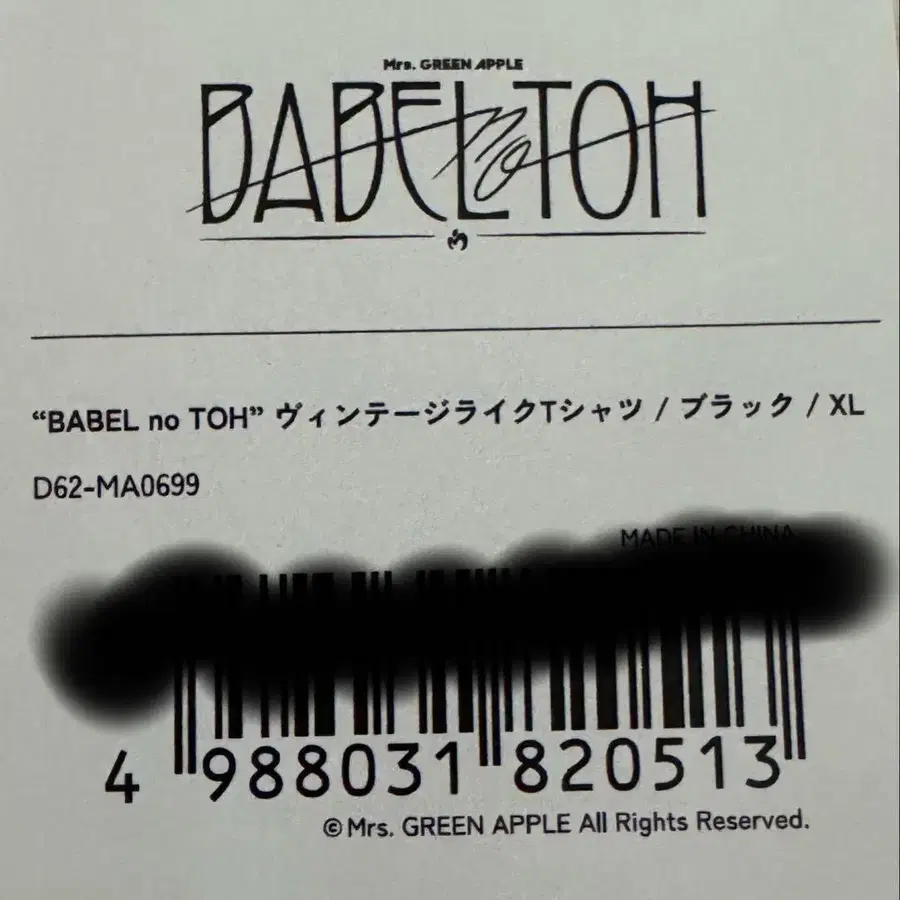 Mrs. GREEN APPLE
BABEL no TOH
“BABEL no TOH” ヴィンテージライクTシャツ / ブラック / XL
D62-MA0699
MADE IN CHINA
4 988031 820513
©Mrs. GREEN APPLE All Rights Reserved.